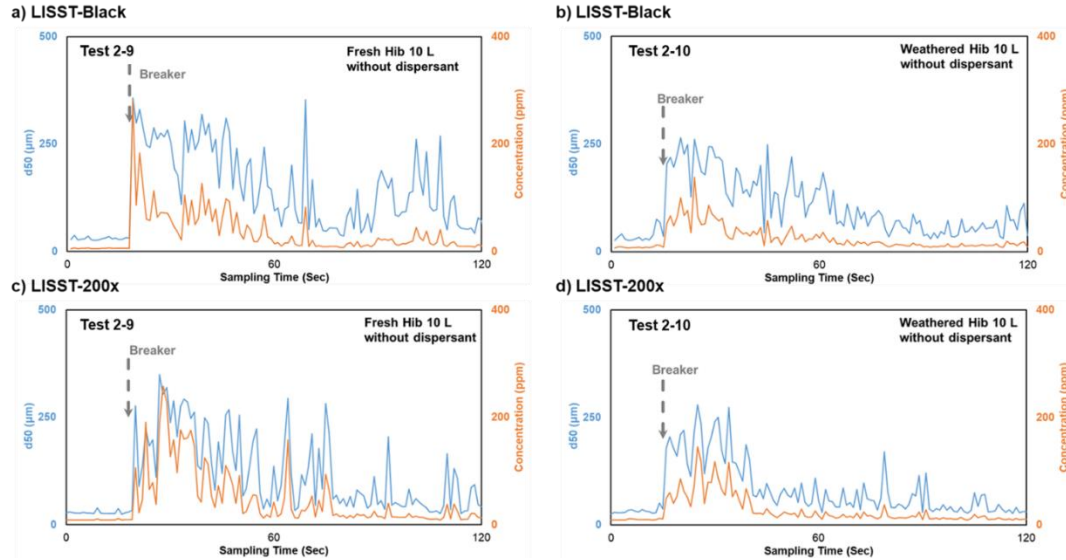 a) LISST-Black
500
400
Test 2-9
Fresh Hib 10 L
without dispersant
Breaker
d50 (µm)
250
200
Concentration (ppm)
0
0
0
60
120
Sampling Time (Sec)
b) LISST-Black
500
400
Test 2-10
Weathered Hib 10 L
without dispersant
Breaker
d50 (µm)
250
200
Concentration (ppm)
0
0
0
60
120
Sampling Time (Sec)
c) LISST-200x
500
400
Test 2-9
Fresh Hib 10 L
without dispersant
Breaker
d50 (µm)
250
200
Concentration (ppm)
0
0
0
60
120
Sampling Time (Sec)
d) LISST-200x
500
400
Test 2-10
Weathered Hib 10 L
without dispersant
Breaker
d50 (µm)
250
200
Concentration (ppm)
0
0
0
60
120
Sampling Time (Sec)